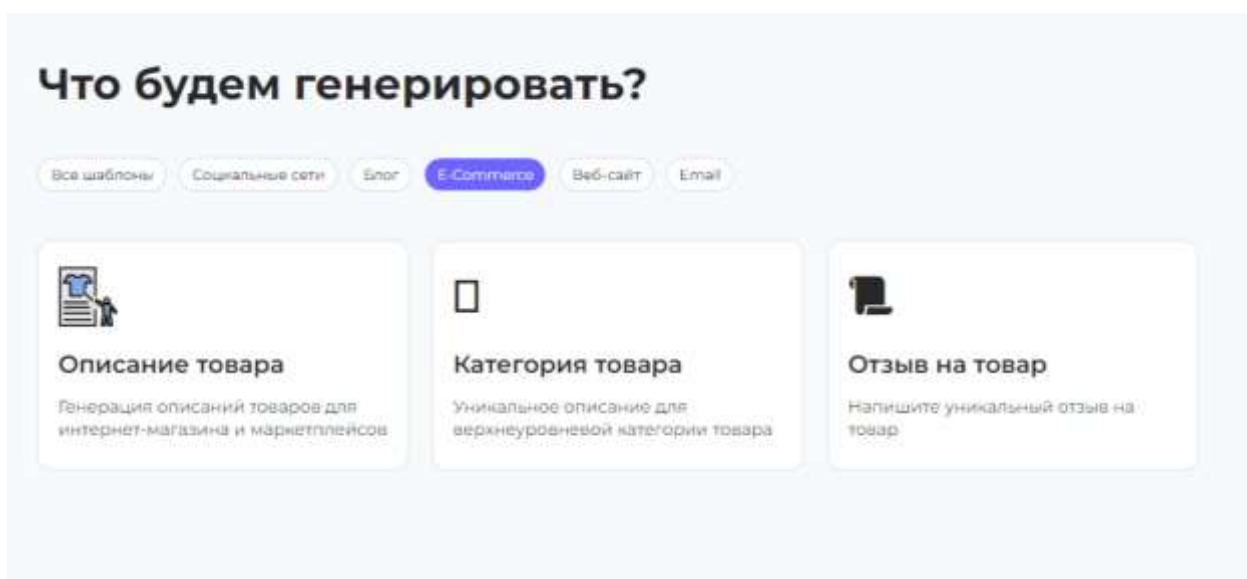 Что будем генерировать?
Все шаблоны Социальные сети Блог E-Commerce Веб-сайт Email
Описание товара
Генерация описаний товаров для
интернет-магазина и маркетплейсов
Категория товара
Уникальное описание для
верхнеуровневой категории товара
Отзыв на товар
Напишите уникальный отзыв на
товар